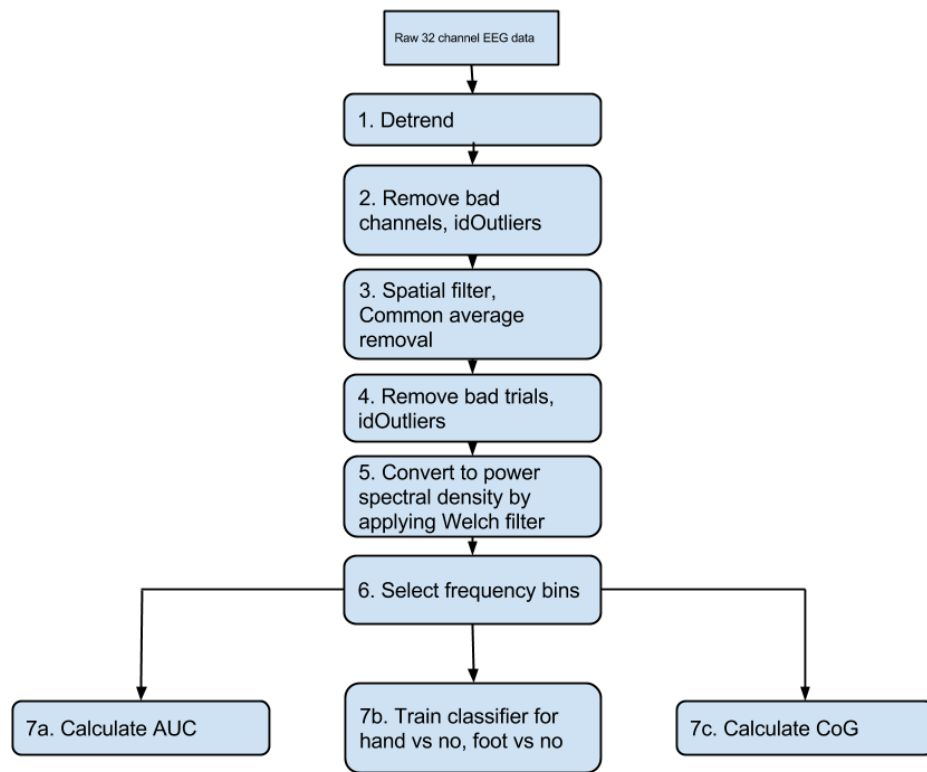 Raw 32 channel EEG data
1. Detrend
2. Remove bad
channels, idOutliers
3. Spatial filter,
Common average
removal
4. Remove bad trials,
idOutliers
5. Convert to power
spectral density by
applying Welch filter
6. Select frequency bins
7a. Calculate AUC
7b. Train classifier for
hand vs no, foot vs no
7c. Calculate CoG